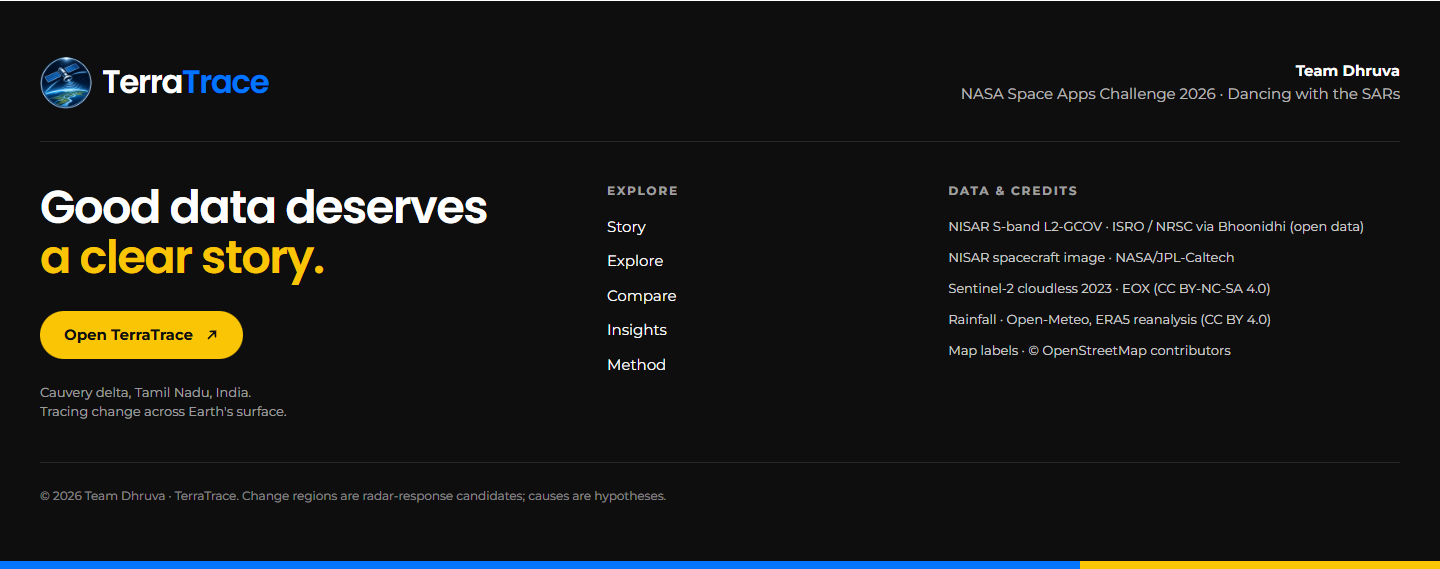 TerraTrace
Team Dhruva
NASA Space Apps Challenge 2026 · Dancing with the SARs
Good data deserves
a clear story.
Open TerraTrace ↗
Cauvery delta, Tamil Nadu, India.
Tracing change across Earth's surface.
EXPLORE
Story
Explore
Compare
Insights
Method
DATA & CREDITS
NISAR S-band L2-GCOV · ISRO / NRSC via Bhoonidhi (open data)
NISAR spacecraft image · NASA/JPL-Caltech
Sentinel-2 cloudless 2023 · EOX (CC BY-NC-SA 4.0)
Rainfall · Open-Meteo, ERA5 reanalysis (CC BY 4.0)
Map labels · © OpenStreetMap contributors
© 2026 Team Dhruva · TerraTrace. Change regions are radar-response candidates; causes are hypotheses.